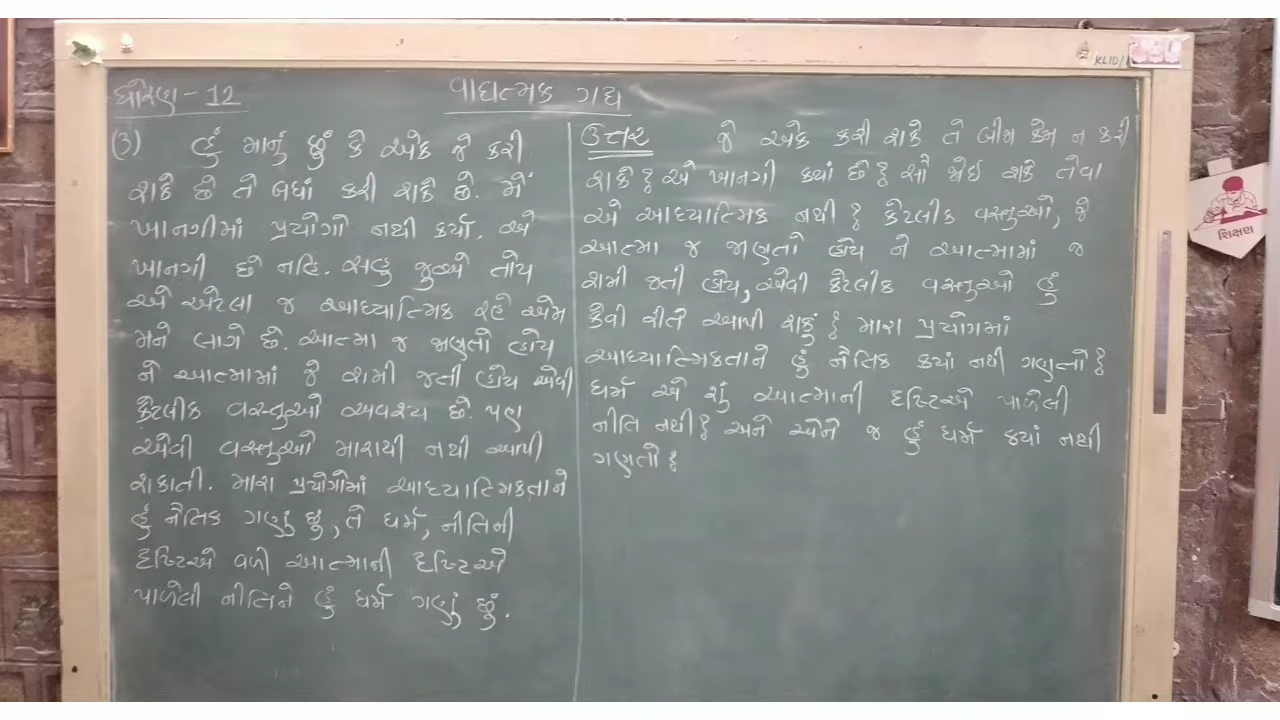 KLID/1
ધોરણ - 12
વાદ્યત્મક ગદ્ય
(3) હું માનું છું કે એક જે કરી
શકે છે તે બધાં કરી શકે છે. મેં
ખાનગીમાં પ્રયોગો નથી કર્યા. એ
ખાનગી છે નહિ. સહુ જુએ તોય
એ એટલા જ આધ્યાત્મિક રહે એમ
મને લાગે છે. આત્મા જ જાણતો હોય
ને આત્મામાં જે શમી જતી હોય એવી
કેટલીક વસ્તુઓ અવશ્ય છે. પણ
એવી વસ્તુઓ મારાથી નથી આપી
શકાતી. મારા પ્રયોગોમાં આધ્યાત્મિકતાને
હું નૈતિક ગણું છું, તે ધર્મ, નીતિની
દૃષ્ટિએ વળી આત્માની દૃષ્ટિએ
પાળેલી નીતિને હું ધર્મ ગણું છું.
ઉત્તર જે એક કરી શકે તે બીજા કેમ ન કરી
શકે? એ ખાનગી ક્યાં છે? સૌ જોઈ શકે તેવા
એ આધ્યાત્મિક નથી? કેટલીક વસ્તુઓ, જે
આત્મા જ જાણતો હોય ને આત્મામાં જ
શમી જતી હોય, એવી કેટલીક વસ્તુઓ હું
કેવી રીતે આપી શકું? મારા પ્રયોગમાં
આધ્યાત્મિકતાને હું નૈતિક ક્યાં નથી ગણતો?
ધર્મ એ શું આત્માની દૃષ્ટિએ પાળેલી
નીતિ નથી? અને એને જ હું ધર્મ ક્યાં નથી
ગણતો?
શિક્ષણ